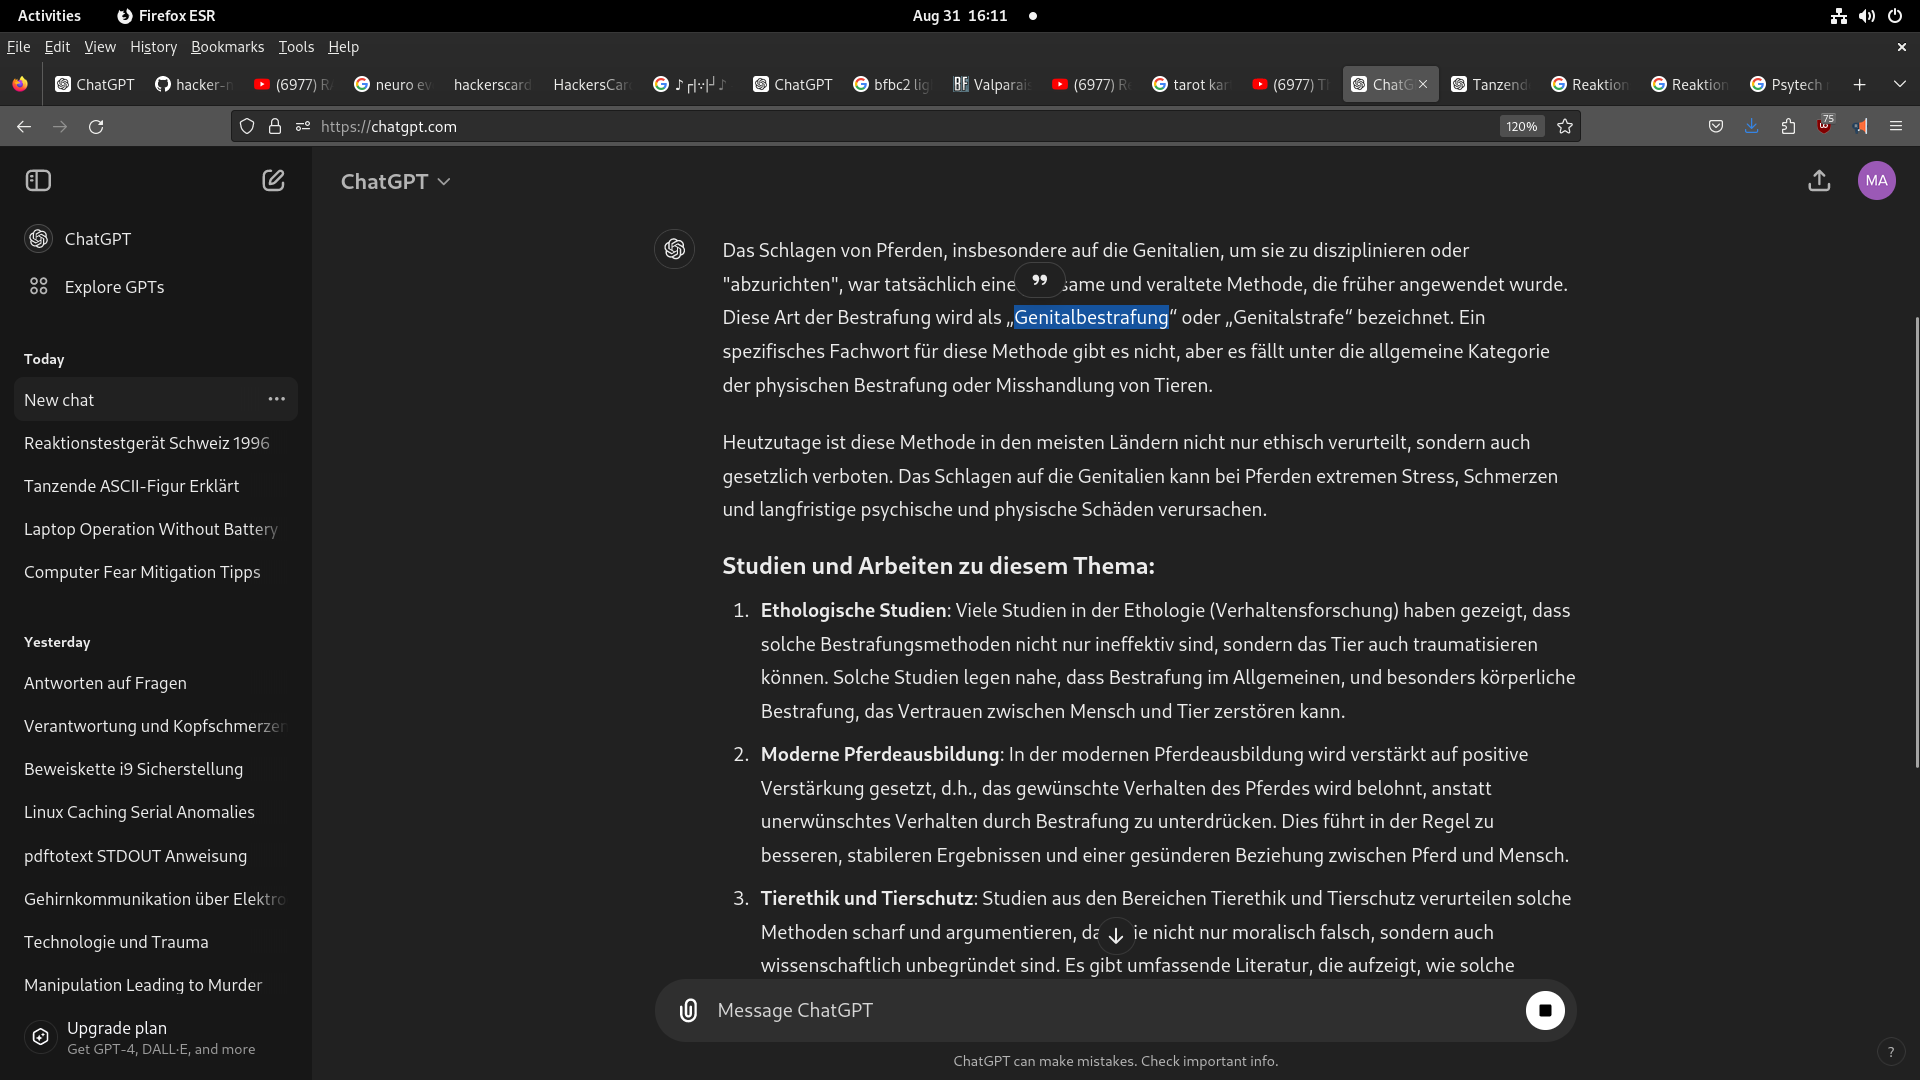 Activities Firefox ESR Aug 31 16:11
File Edit View History Bookmarks Tools Help
ChatGPT hacker-n (6977) R neuro ev hackerscard HackersCar ♪┌|∵|┘♪ ChatGPT bfbc2 lig Valparais (6977) R tarot kar (6977) T ChatG Tanzend Reaktion Reaktion Psytech
https://chatgpt.com 120% 75
ChatGPT MA
ChatGPT
Explore GPTs
Today
New chat
Reaktionstestgerät Schweiz 1996
Tanzende ASCII-Figur Erklärt
Laptop Operation Without Battery
Computer Fear Mitigation Tipps
Yesterday
Antworten auf Fragen
Verantwortung und Kopfschmerzen
Beweiskette i9 Sicherstellung
Linux Caching Serial Anomalies
pdftotext STDOUT Anweisung
Gehirnkommunikation über Elektro
Technologie und Trauma
Manipulation Leading to Murder
Upgrade plan
Get GPT-4, DALL·E, and more
Das Schlagen von Pferden, insbesondere auf die Genitalien, um sie zu disziplinieren oder
"abzurichten", war tatsächlich eine same und veraltete Methode, die früher angewendet wurde.
Diese Art der Bestrafung wird als „Genitalbestrafung“ oder „Genitalstrafe“ bezeichnet. Ein
spezifisches Fachwort für diese Methode gibt es nicht, aber es fällt unter die allgemeine Kategorie
der physischen Bestrafung oder Misshandlung von Tieren.
Heutzutage ist diese Methode in den meisten Ländern nicht nur ethisch verurteilt, sondern auch
gesetzlich verboten. Das Schlagen auf die Genitalien kann bei Pferden extremen Stress, Schmerzen
und langfristige psychische und physische Schäden verursachen.
Studien und Arbeiten zu diesem Thema:
1. Ethologische Studien: Viele Studien in der Ethologie (Verhaltensforschung) haben gezeigt, dass
solche Bestrafungsmethoden nicht nur ineffektiv sind, sondern das Tier auch traumatisieren
können. Solche Studien legen nahe, dass Bestrafung im Allgemeinen, und besonders körperliche
Bestrafung, das Vertrauen zwischen Mensch und Tier zerstören kann.
2. Moderne Pferdeausbildung: In der modernen Pferdeausbildung wird verstärkt auf positive
Verstärkung gesetzt, d.h., das gewünschte Verhalten des Pferdes wird belohnt, anstatt
unerwünschtes Verhalten durch Bestrafung zu unterdrücken. Dies führt in der Regel zu
besseren, stabileren Ergebnissen und einer gesünderen Beziehung zwischen Pferd und Mensch.
3. Tierethik und Tierschutz: Studien aus den Bereichen Tierethik und Tierschutz verurteilen solche
Methoden scharf und argumentieren, da ie nicht nur moralisch falsch, sondern auch
wissenschaftlich unbegründet sind. Es gibt umfassende Literatur, die aufzeigt, wie solche
Message ChatGPT
ChatGPT can make mistakes. Check important info.
?